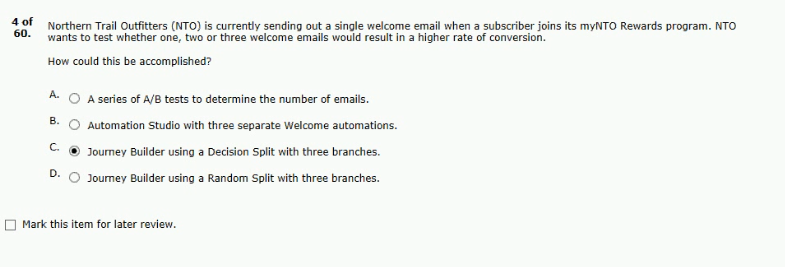 4 of 60. Northern Trail Outfitters (NTO) is currently sending out a single welcome email when a subscriber joins its myNTO Rewards program. NTO
wants to test whether one, two or three welcome emails would result in a higher rate of conversion.
How could this be accomplished?
A. A series of A/B tests to determine the number of emails.
B. Automation Studio with three separate Welcome automations.
C. Journey Builder using a Decision Split with three branches.
D. Journey Builder using a Random Split with three branches.
Mark this item for later review.